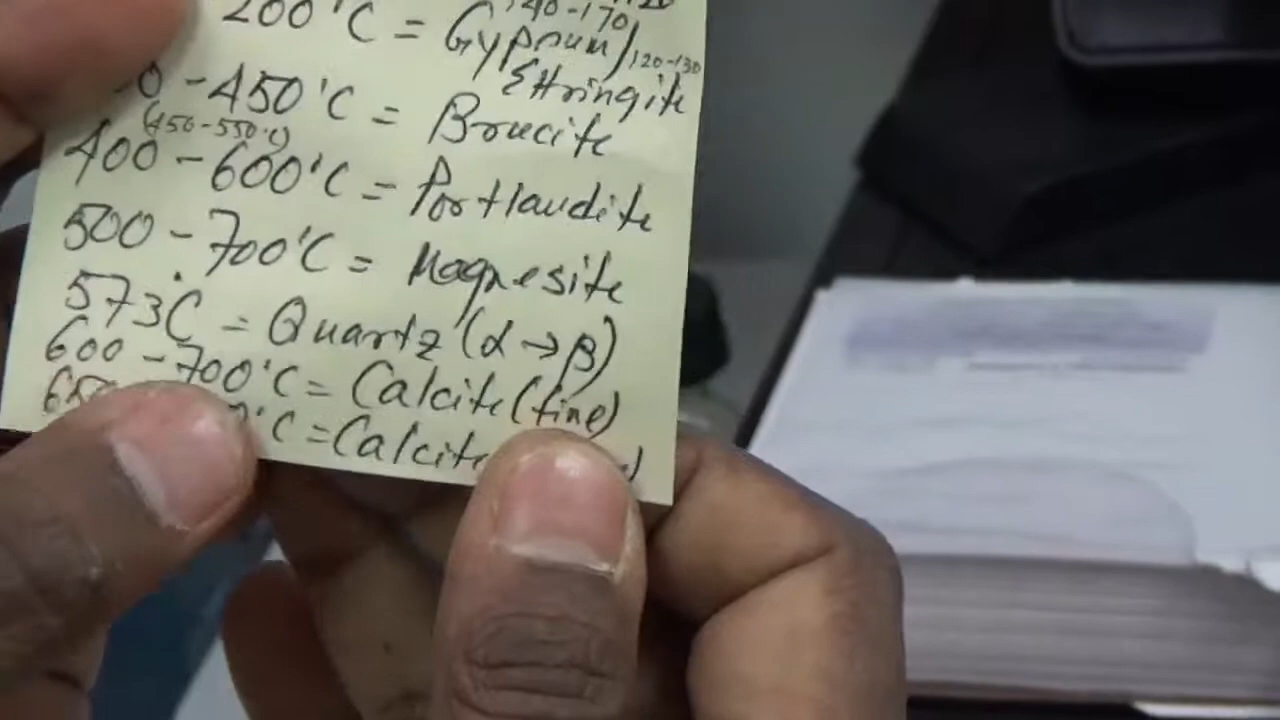 200°C = Gypsum / 140-170
120-130
Ettringite
0 - 450°C = Brucite
(450-550°C)
400 - 600°C = Portlandite
500 - 700°C = Magnesite
573°C = Quartz (α → β)
600 - 700°C = Calcite (fine)
°C = Calcite